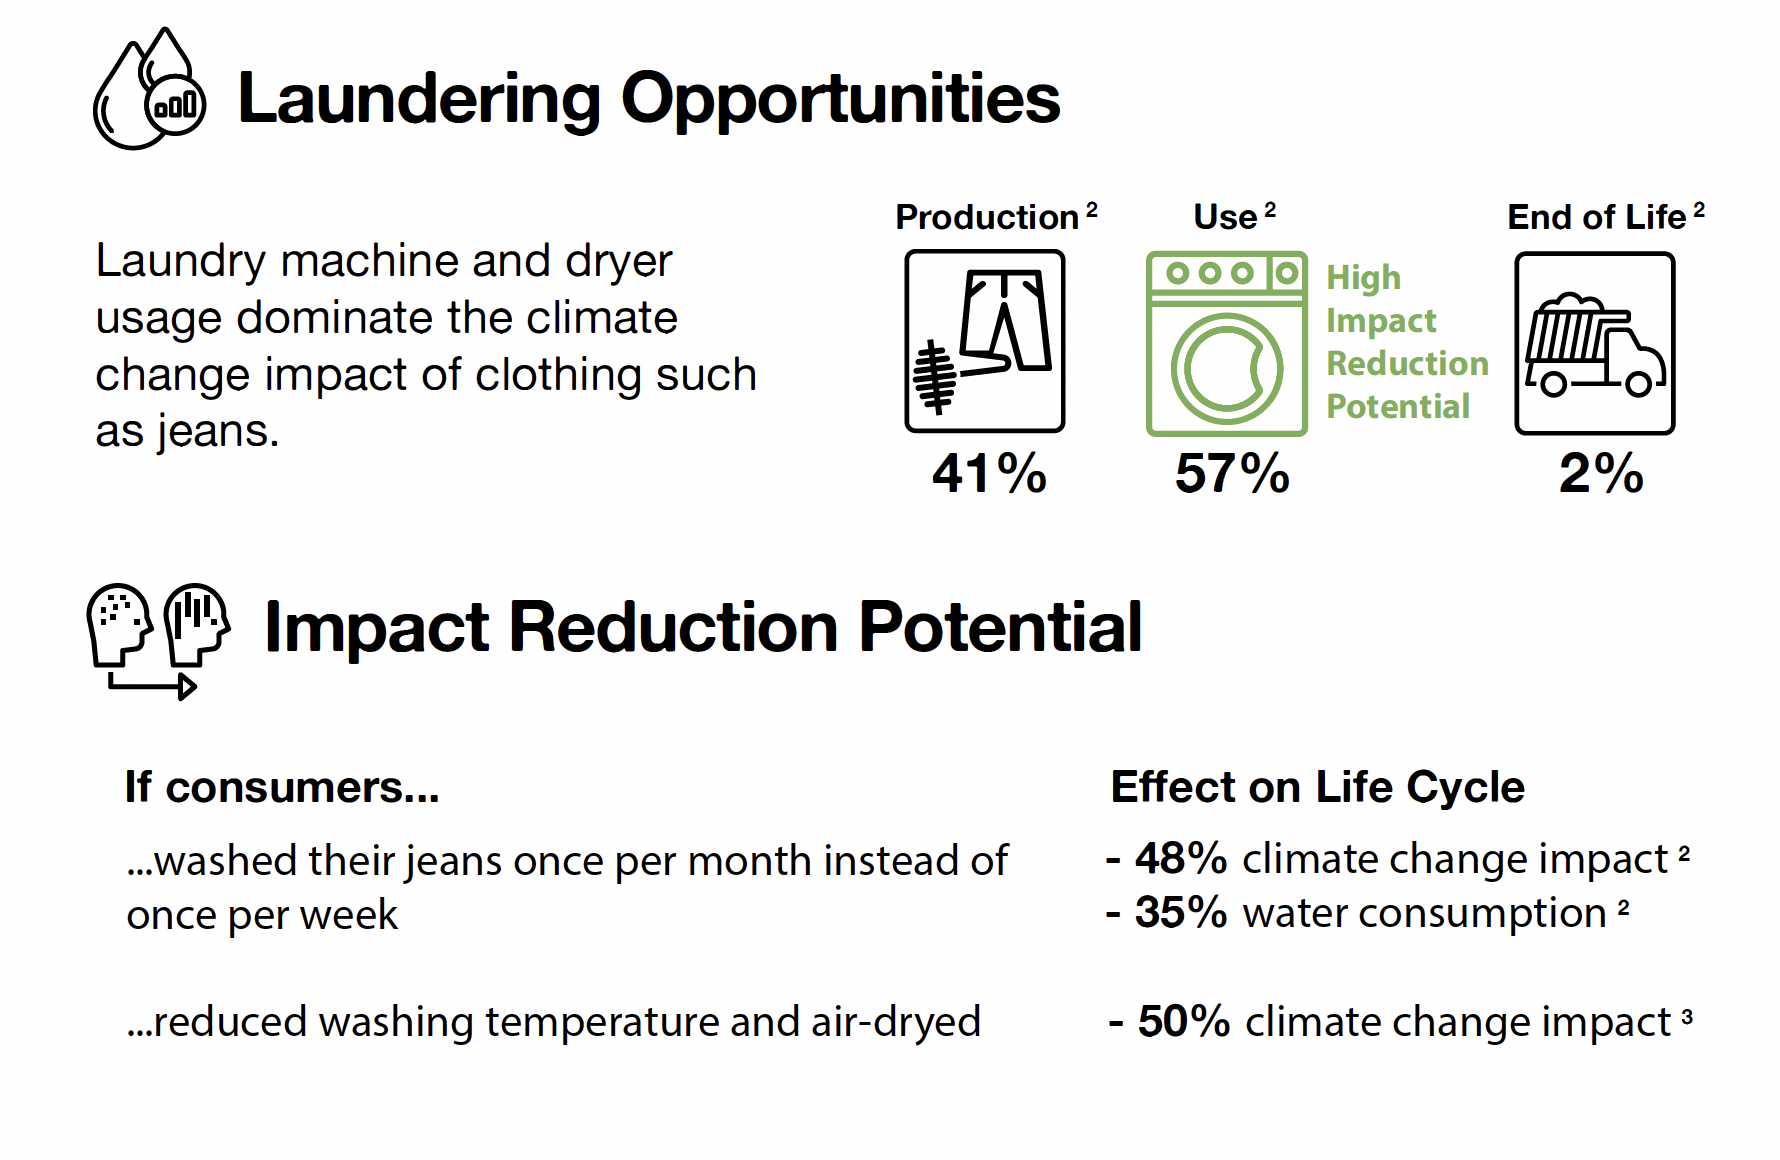 Laundering Opportunities
Laundry machine and dryer
usage dominate the climate
change impact of clothing such
as jeans.
Production ²
41%
Use ²
High
Impact
Reduction
Potential
57%
End of Life ²
2%
Impact Reduction Potential
If consumers...
...washed their jeans once per month instead of
once per week
Effect on Life Cycle
- 48% climate change impact ²
- 35% water consumption ²
...reduced washing temperature and air-dryed
- 50% climate change impact ³